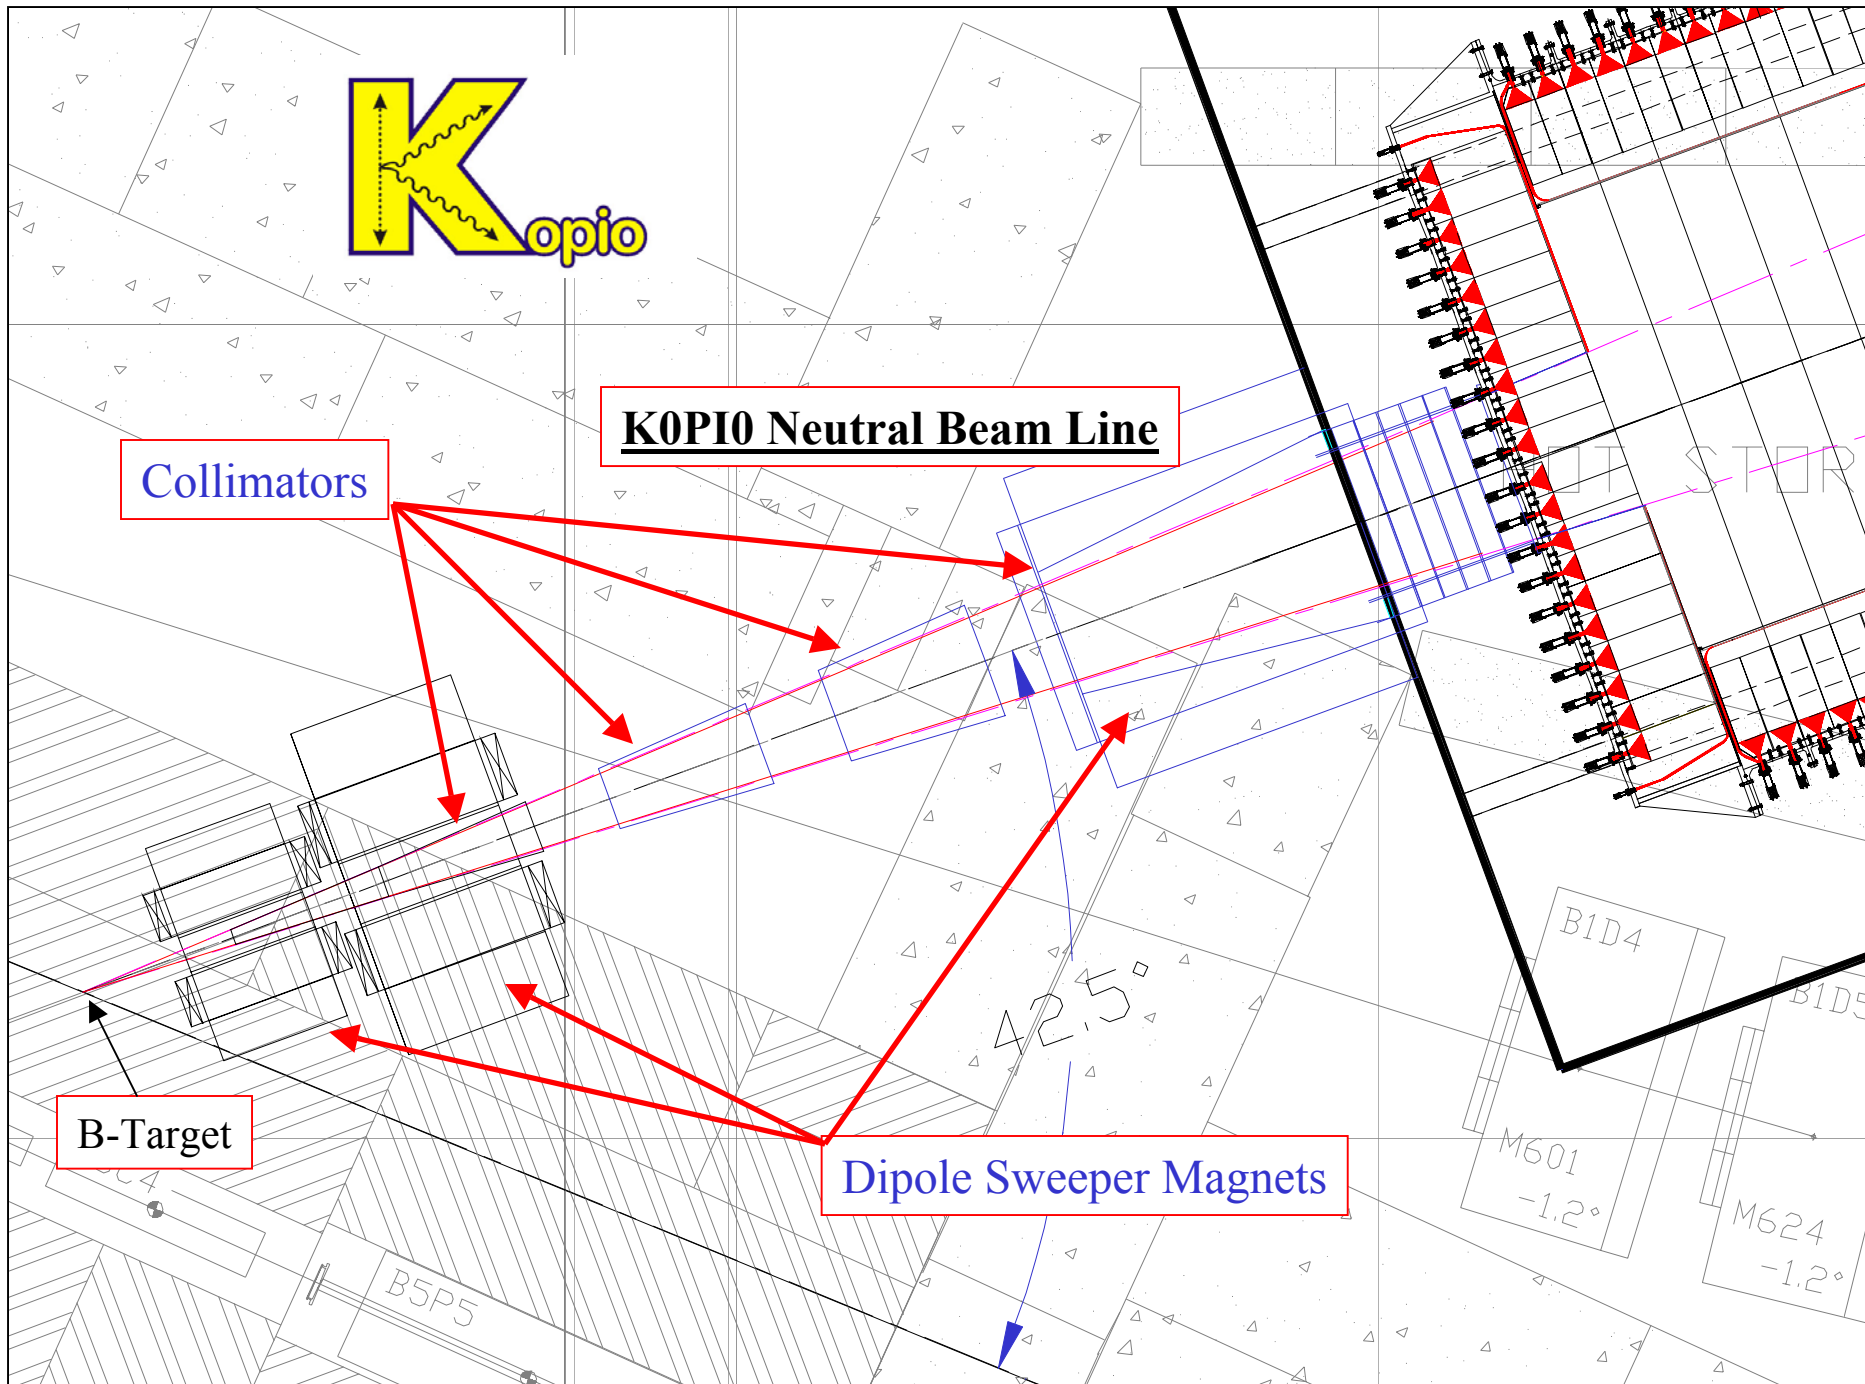 Kopio
K0PI0 Neutral Beam Line
Collimators
B1D4
42.5°
B-Target
M601
-1.2°
Dipole Sweeper Magnets
M624
-1.2°
B5P5